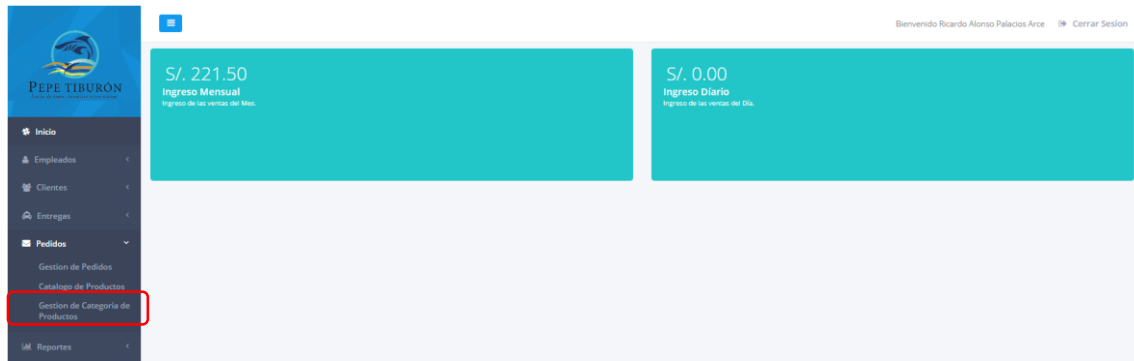 Bienvenido Ricardo Alonso Palacios Arce
Cerrar Sesion
PEPE TIBURÓN
Inicio
Empleados
Clientes
Entregas
Pedidos
Gestion de Pedidos
Catalogo de Productos
Gestion de Categoria de
Productos
Reportes
S/. 221.50
Ingreso Mensual
Ingreso de las ventas del Mes.
S/. 0.00
Ingreso Díario
Ingreso de las ventas del Día.